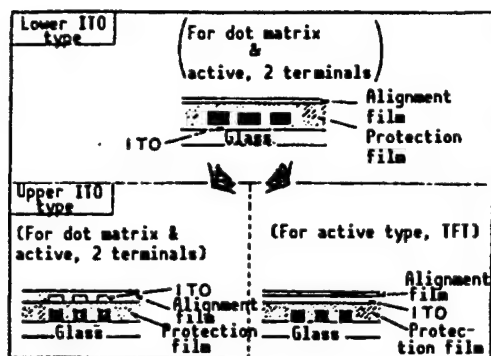 Lower ITO
type
(For dot matrix
&
active, 2 terminals)
Alignment
film
Protection
film
ITO
Glass
Upper ITO
type
(For dot matrix &
active, 2 terminals)
ITO
Alignment
film
Protection
film
Glass
(For active type, TFT)
Alignment
film
ITO
Protec-
tion film
Glass